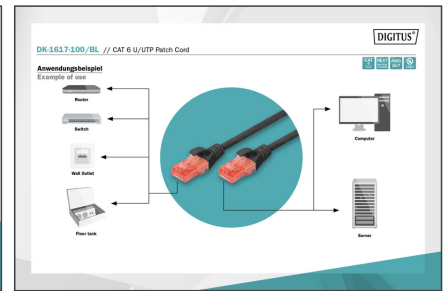 DIGITUS®
DK-1617-100/BL // CAT 6 U/UTP Patch Cord
Anwendungsbeispiel
Example of use
Router
Switch
Wall Outlet
Floor tank
Computer
Server